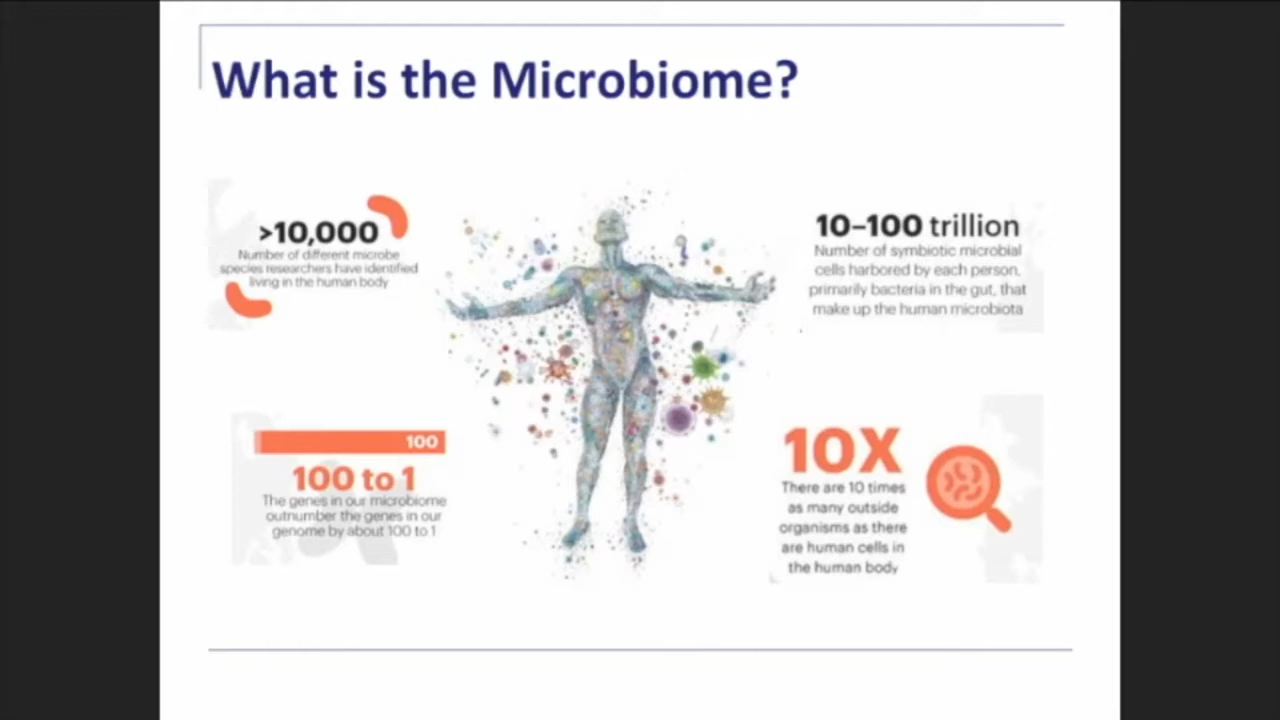 What is the Microbiome?
>10,000
Number of different microbe
species researchers have identified
living in the human body
10–100 trillion
Number of symbiotic microbial
cells harbored by each person,
primarily bacteria in the gut, that
make up the human microbiota
100
100 to 1
The genes in our microbiome
outnumber the genes in our
genome by about 100 to 1
10X
There are 10 times
as many outside
organisms as there
are human cells in
the human body